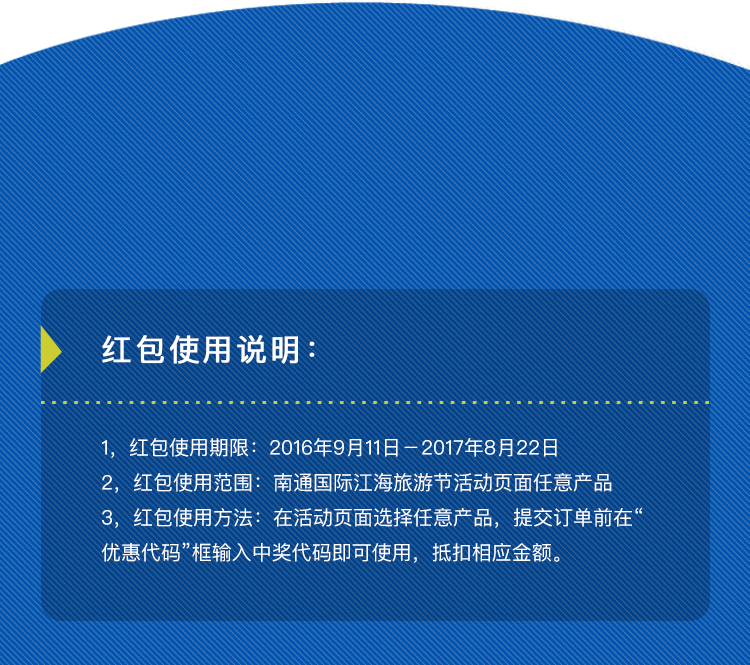 红包使用说明：
1，红包使用期限：2016年9月11日－2017年8月22日
2，红包使用范围：南通国际江海旅游节活动页面任意产品
3，红包使用方法：在活动页面选择任意产品，提交订单前在“
优惠代码”框输入中奖代码即可使用，抵扣相应金额。